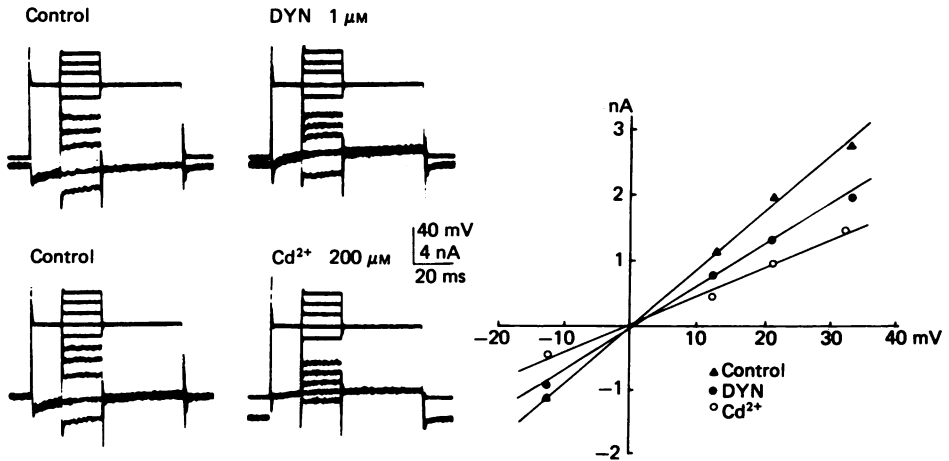 Control
DYN 1 μM
Control
Cd²⁺ 200 μM
40 mV
4 nA
20 ms
nA
3
2
1
−20
−10
10
20
30
40 mV
−1
−2
▲ Control
● DYN
○ Cd²⁺